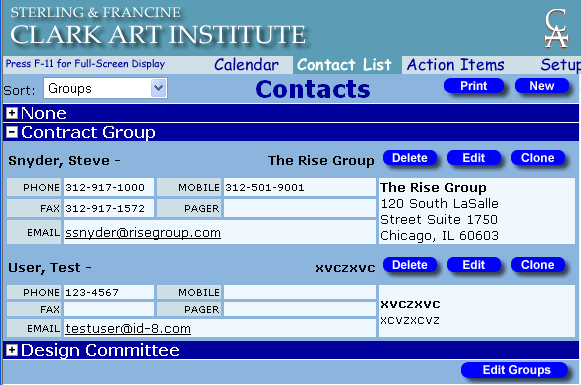 STERLING & FRANCINE
CLARK ART INSTITUTE
CA
Press F-11 for Full-Screen Display
Calendar Contact List Action Items Setup
Sort: Groups
Contacts
Print New
+ None
- Contract Group
Snyder, Steve - The Rise Group Delete Edit Clone
PHONE 312-917-1000 MOBILE 312-501-9001
FAX 312-917-1572 PAGER
EMAIL ssnyder@risegroup.com
The Rise Group
120 South LaSalle
Street Suite 1750
Chicago, IL 60603
User, Test - xvczxvc Delete Edit Clone
PHONE 123-4567 MOBILE
FAX PAGER
EMAIL testuser@id-8.com
xvczxvc
xcvzxcvz
+ Design Committee
Edit Groups